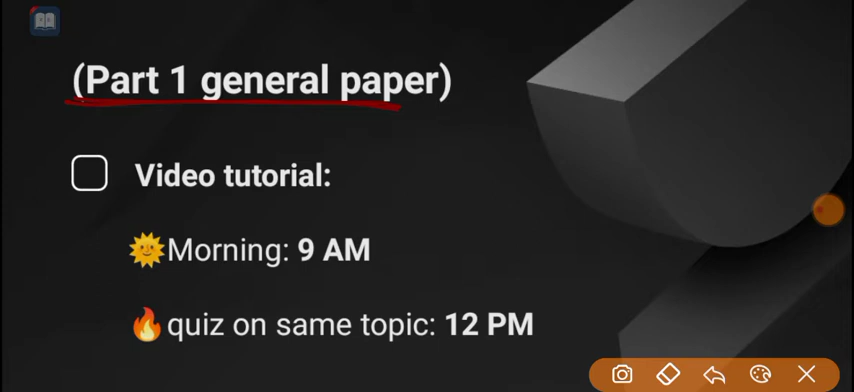 (Part 1 general paper)
Video tutorial:
🌞Morning: 9 AM
🔥quiz on same topic: 12 PM